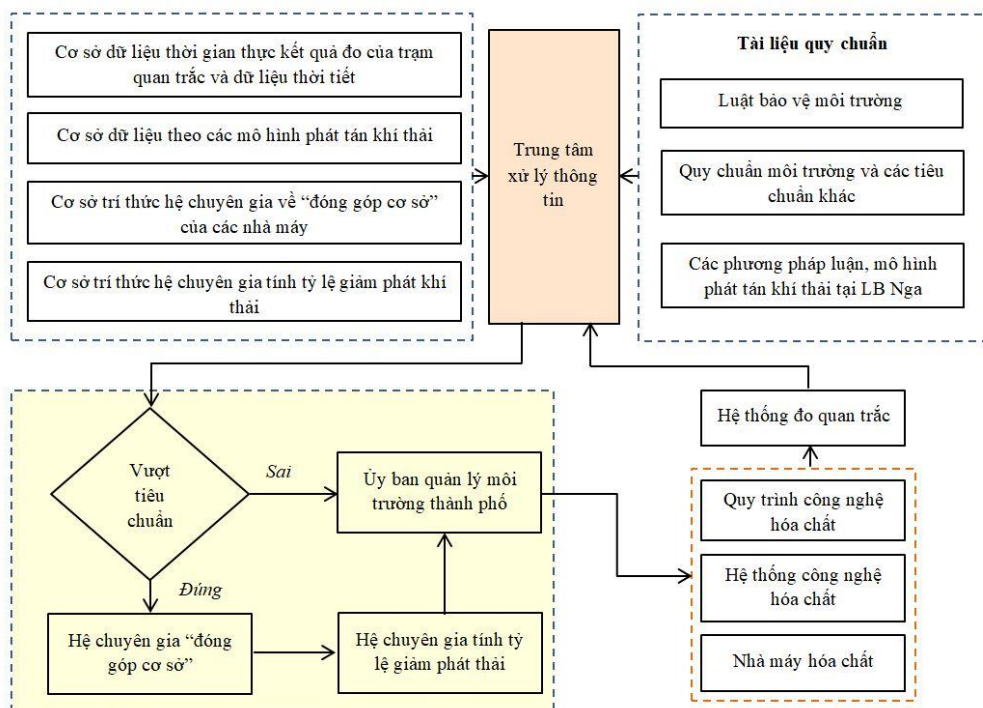 Cơ sở dữ liệu thời gian thực kết quả đo của trạm
quan trắc và dữ liệu thời tiết
Cơ sở dữ liệu theo các mô hình phát tán khí thải
Cơ sở trí thức hệ chuyên gia về “đóng góp cơ sở”
của các nhà máy
Cơ sở trí thức hệ chuyên gia tính tỷ lệ giảm phát khí
thải
Trung tâm
xử lý thông
tin
Tài liệu quy chuẩn
Luật bảo vệ môi trường
Quy chuẩn môi trường và các tiêu
chuẩn khác
Các phương pháp luận, mô hình
phát tán khí thải tại LB Nga
Vượt
tiêu
chuẩn
Sai
Ủy ban quản lý môi
trường thành phố
Đúng
Hệ chuyên gia “đóng
góp cơ sở”
Hệ chuyên gia tính tỷ
lệ giảm phát thải
Hệ thống đo quan trắc
Quy trình công nghệ
hóa chất
Hệ thống công nghệ
hóa chất
Nhà máy hóa chất